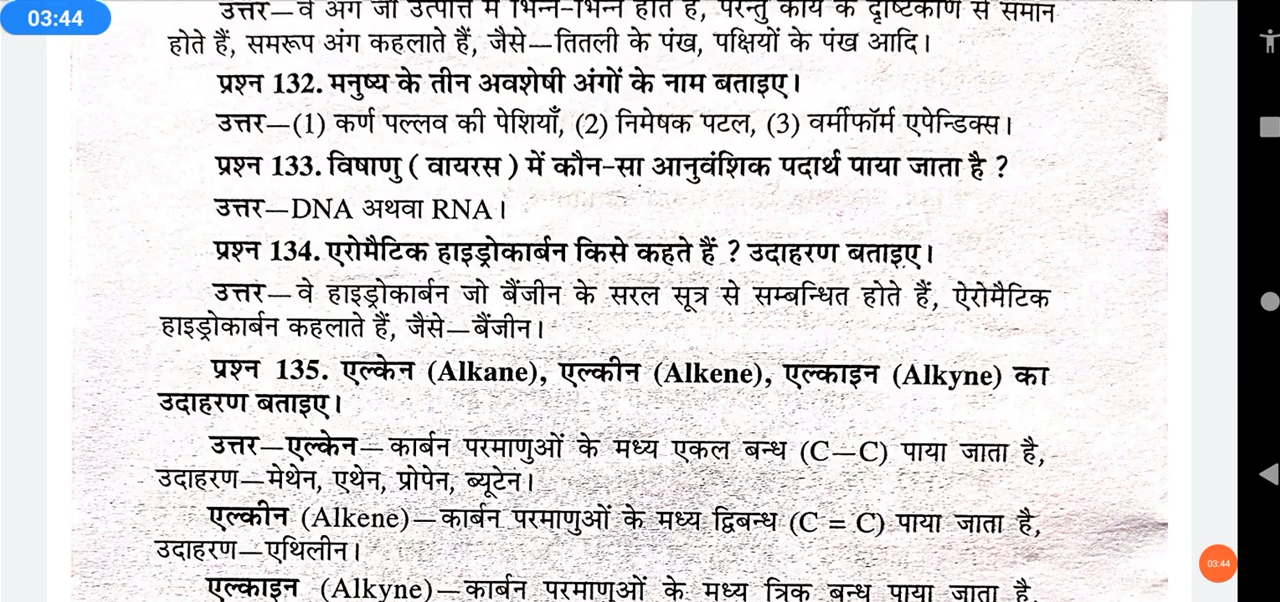 03:44
उत्तर—वे अंग जो उत्पत्ति में भिन्न-भिन्न होते हैं, परन्तु कार्य के दृष्टिकोण से समान
होते हैं, समरूप अंग कहलाते हैं, जैसे—तितली के पंख, पक्षियों के पंख आदि।
प्रश्न 132. मनुष्य के तीन अवशेषी अंगों के नाम बताइए।
उत्तर—(1) कर्ण पल्लव की पेशियाँ, (2) निमेषक पटल, (3) वर्मीफॉर्म एपेन्डिक्स।
प्रश्न 133. विषाणु ( वायरस ) में कौन-सा आनुवंशिक पदार्थ पाया जाता है ?
उत्तर—DNA अथवा RNA।
प्रश्न 134. एरोमैटिक हाइड्रोकार्बन किसे कहते हैं ? उदाहरण बताइए।
उत्तर—वे हाइड्रोकार्बन जो बैंजीन के सरल सूत्र से सम्बन्धित होते हैं, ऐरोमैटिक
हाइड्रोकार्बन कहलाते हैं, जैसे—बैंजीन।
प्रश्न 135. एल्केन (Alkane), एल्कीन (Alkene), एल्काइन (Alkyne) का
उदाहरण बताइए।
उत्तर—एल्केन—कार्बन परमाणुओं के मध्य एकल बन्ध (C—C) पाया जाता है,
उदाहरण—मेथेन, एथेन, प्रोपेन, ब्यूटेन।
एल्कीन (Alkene)—कार्बन परमाणुओं के मध्य द्विबन्ध (C = C) पाया जाता है,
उदाहरण—एथिलीन।
एल्काइन (Alkyne)—कार्बन परमाणुओं के मध्य त्रिक बन्ध पाया जाता है,
03:44